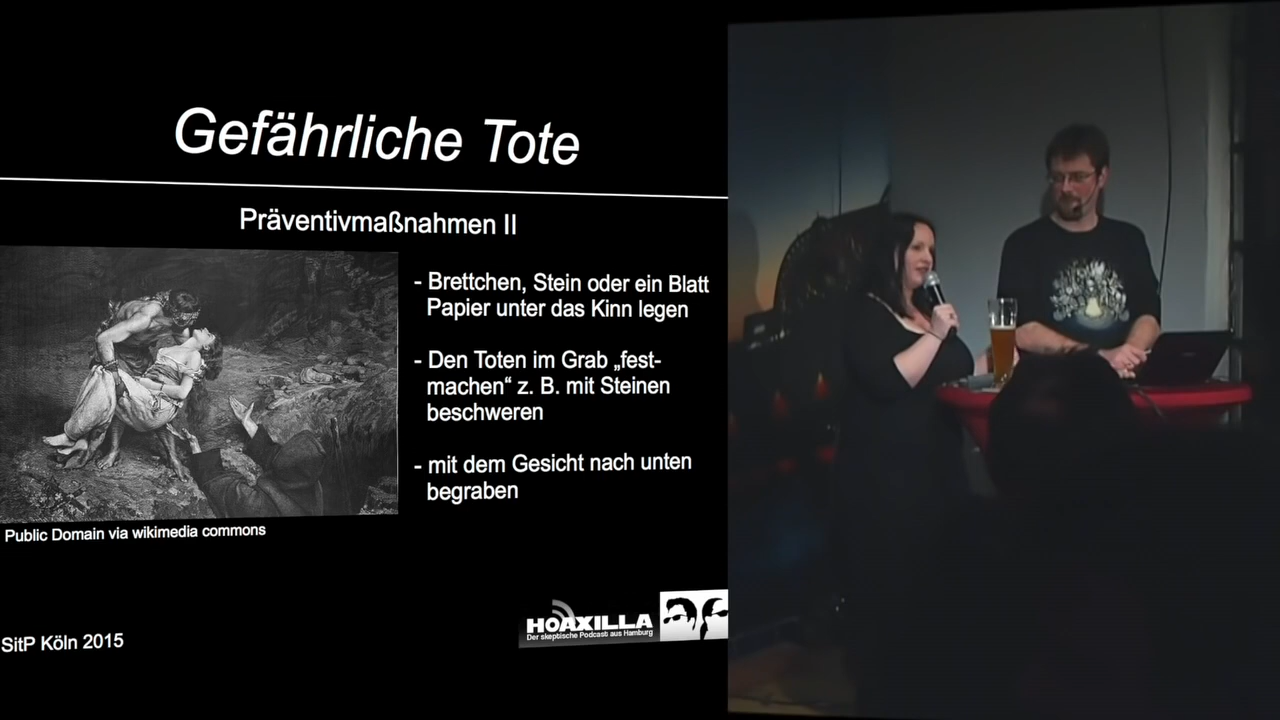 Gefährliche Tote
Präventivmaßnahmen II
- Brettchen, Stein oder ein Blatt
Papier unter das Kinn legen
- Den Toten im Grab „fest-
machen“ z. B. mit Steinen
beschweren
- mit dem Gesicht nach unten
begraben
Public Domain via wikimedia commons
SitP Köln 2015
HOAXILLA
Der skeptische Podcast aus Hamburg